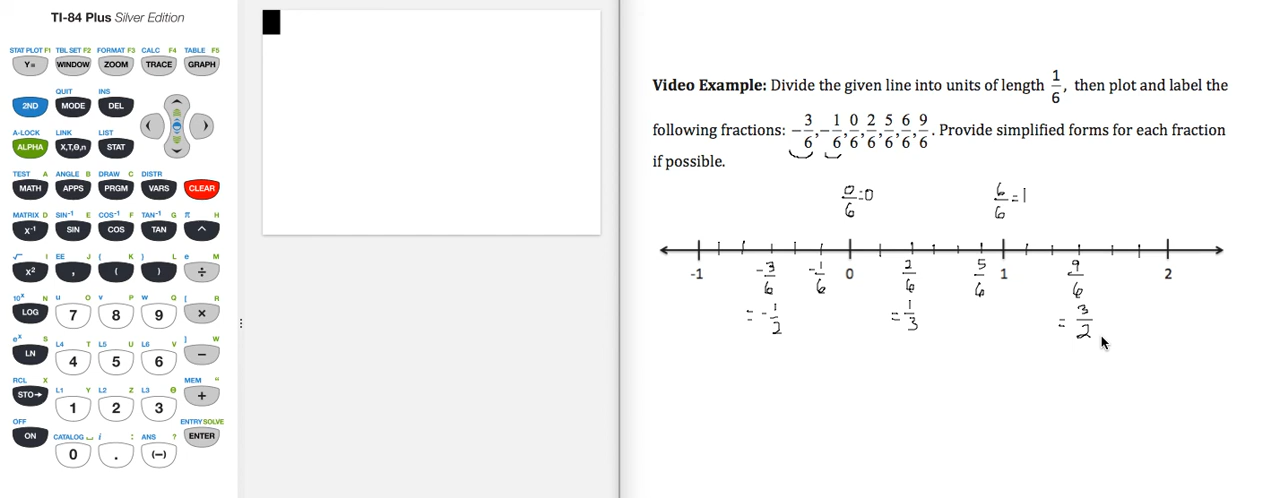 TI-84 Plus Silver Edition
STAT PLOT F1 TBL SET F2 FORMAT F3 CALC F4 TABLE F5
Y= WINDOW ZOOM TRACE GRAPH
QUIT INS
2ND MODE DEL
A-LOCK LINK LIST
ALPHA X,T,Θ,n STAT
TEST A ANGLE B DRAW C DISTR
MATH APPS PRGM VARS CLEAR
MATRIX D SIN⁻¹ E COS⁻¹ F TAN⁻¹ G π H
X⁻¹ SIN COS TAN ^
√ I EE J { K } L e M
X² , ( ) ÷
10ˣ N u O v P w Q [ R
LOG 7 8 9 ×
eˣ S L4 T L5 U L6 V ] W
LN 4 5 6 −
RCL X L1 Y L2 Z L3 Θ MEM “
STO→ 1 2 3 +
OFF CATALOG ⎵ i : ANS ? ENTRY SOLVE
ON 0 . (−) ENTER
Video Example: Divide the given line into units of length 1/6, then plot and label the
following fractions: −3/6, −1/6, 0/6, 2/6, 5/6, 6/6, 9/6. Provide simplified forms for each fraction
if possible.
0/6 = 0 6/6 = 1
-1 -3/6 -1/6 0 2/6 5/6 1 9/6 2
= -1/2 = 1/3 = 3/2